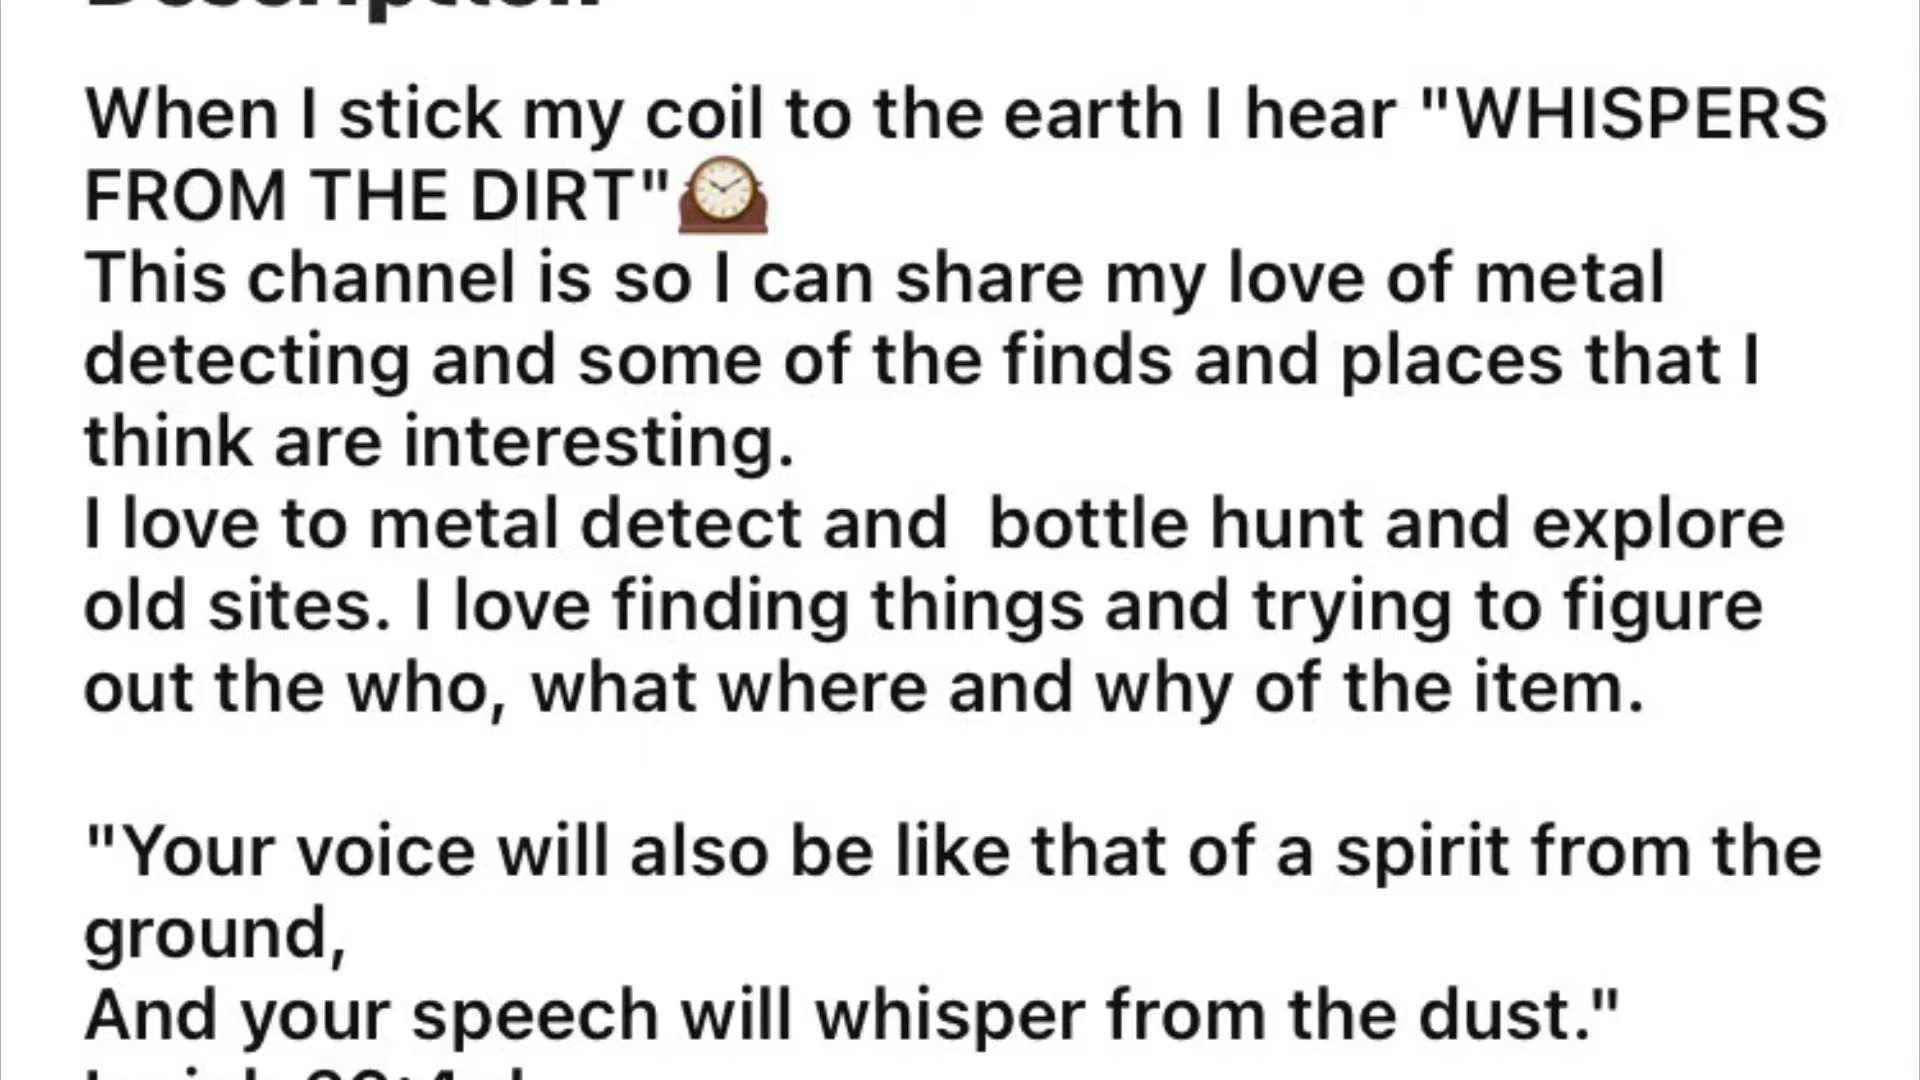 Description
When I stick my coil to the earth I hear "WHISPERS
FROM THE DIRT"🕰️
This channel is so I can share my love of metal
detecting and some of the finds and places that I
think are interesting.
I love to metal detect and  bottle hunt and explore
old sites. I love finding things and trying to figure
out the who, what where and why of the item.
"Your voice will also be like that of a spirit from the
ground,
And your speech will whisper from the dust."